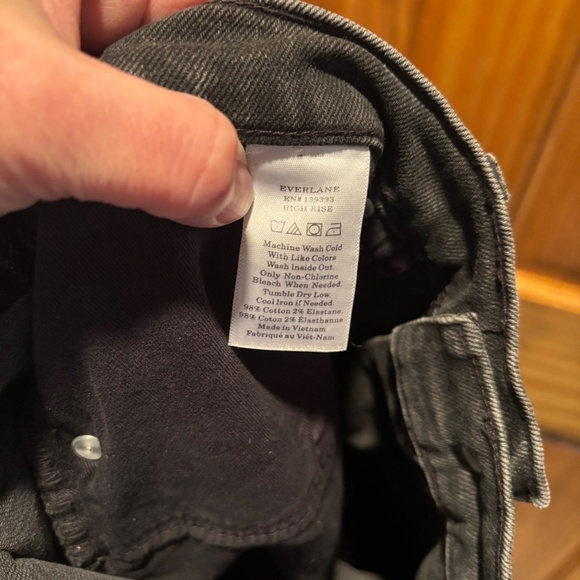 EVERLANE
RN# 139393
HIGH RISE
Machine Wash Cold
With Like Colors
Wash Inside Out.
Only Non-Chlorine
Bleach When Needed.
Tumble Dry Low.
Cool Iron if Needed.
98% Cotton 2% Elastane.
98% Cotton 2% Elasthanne
Made in Vietnam
Fabriqué au Viêt-Nam